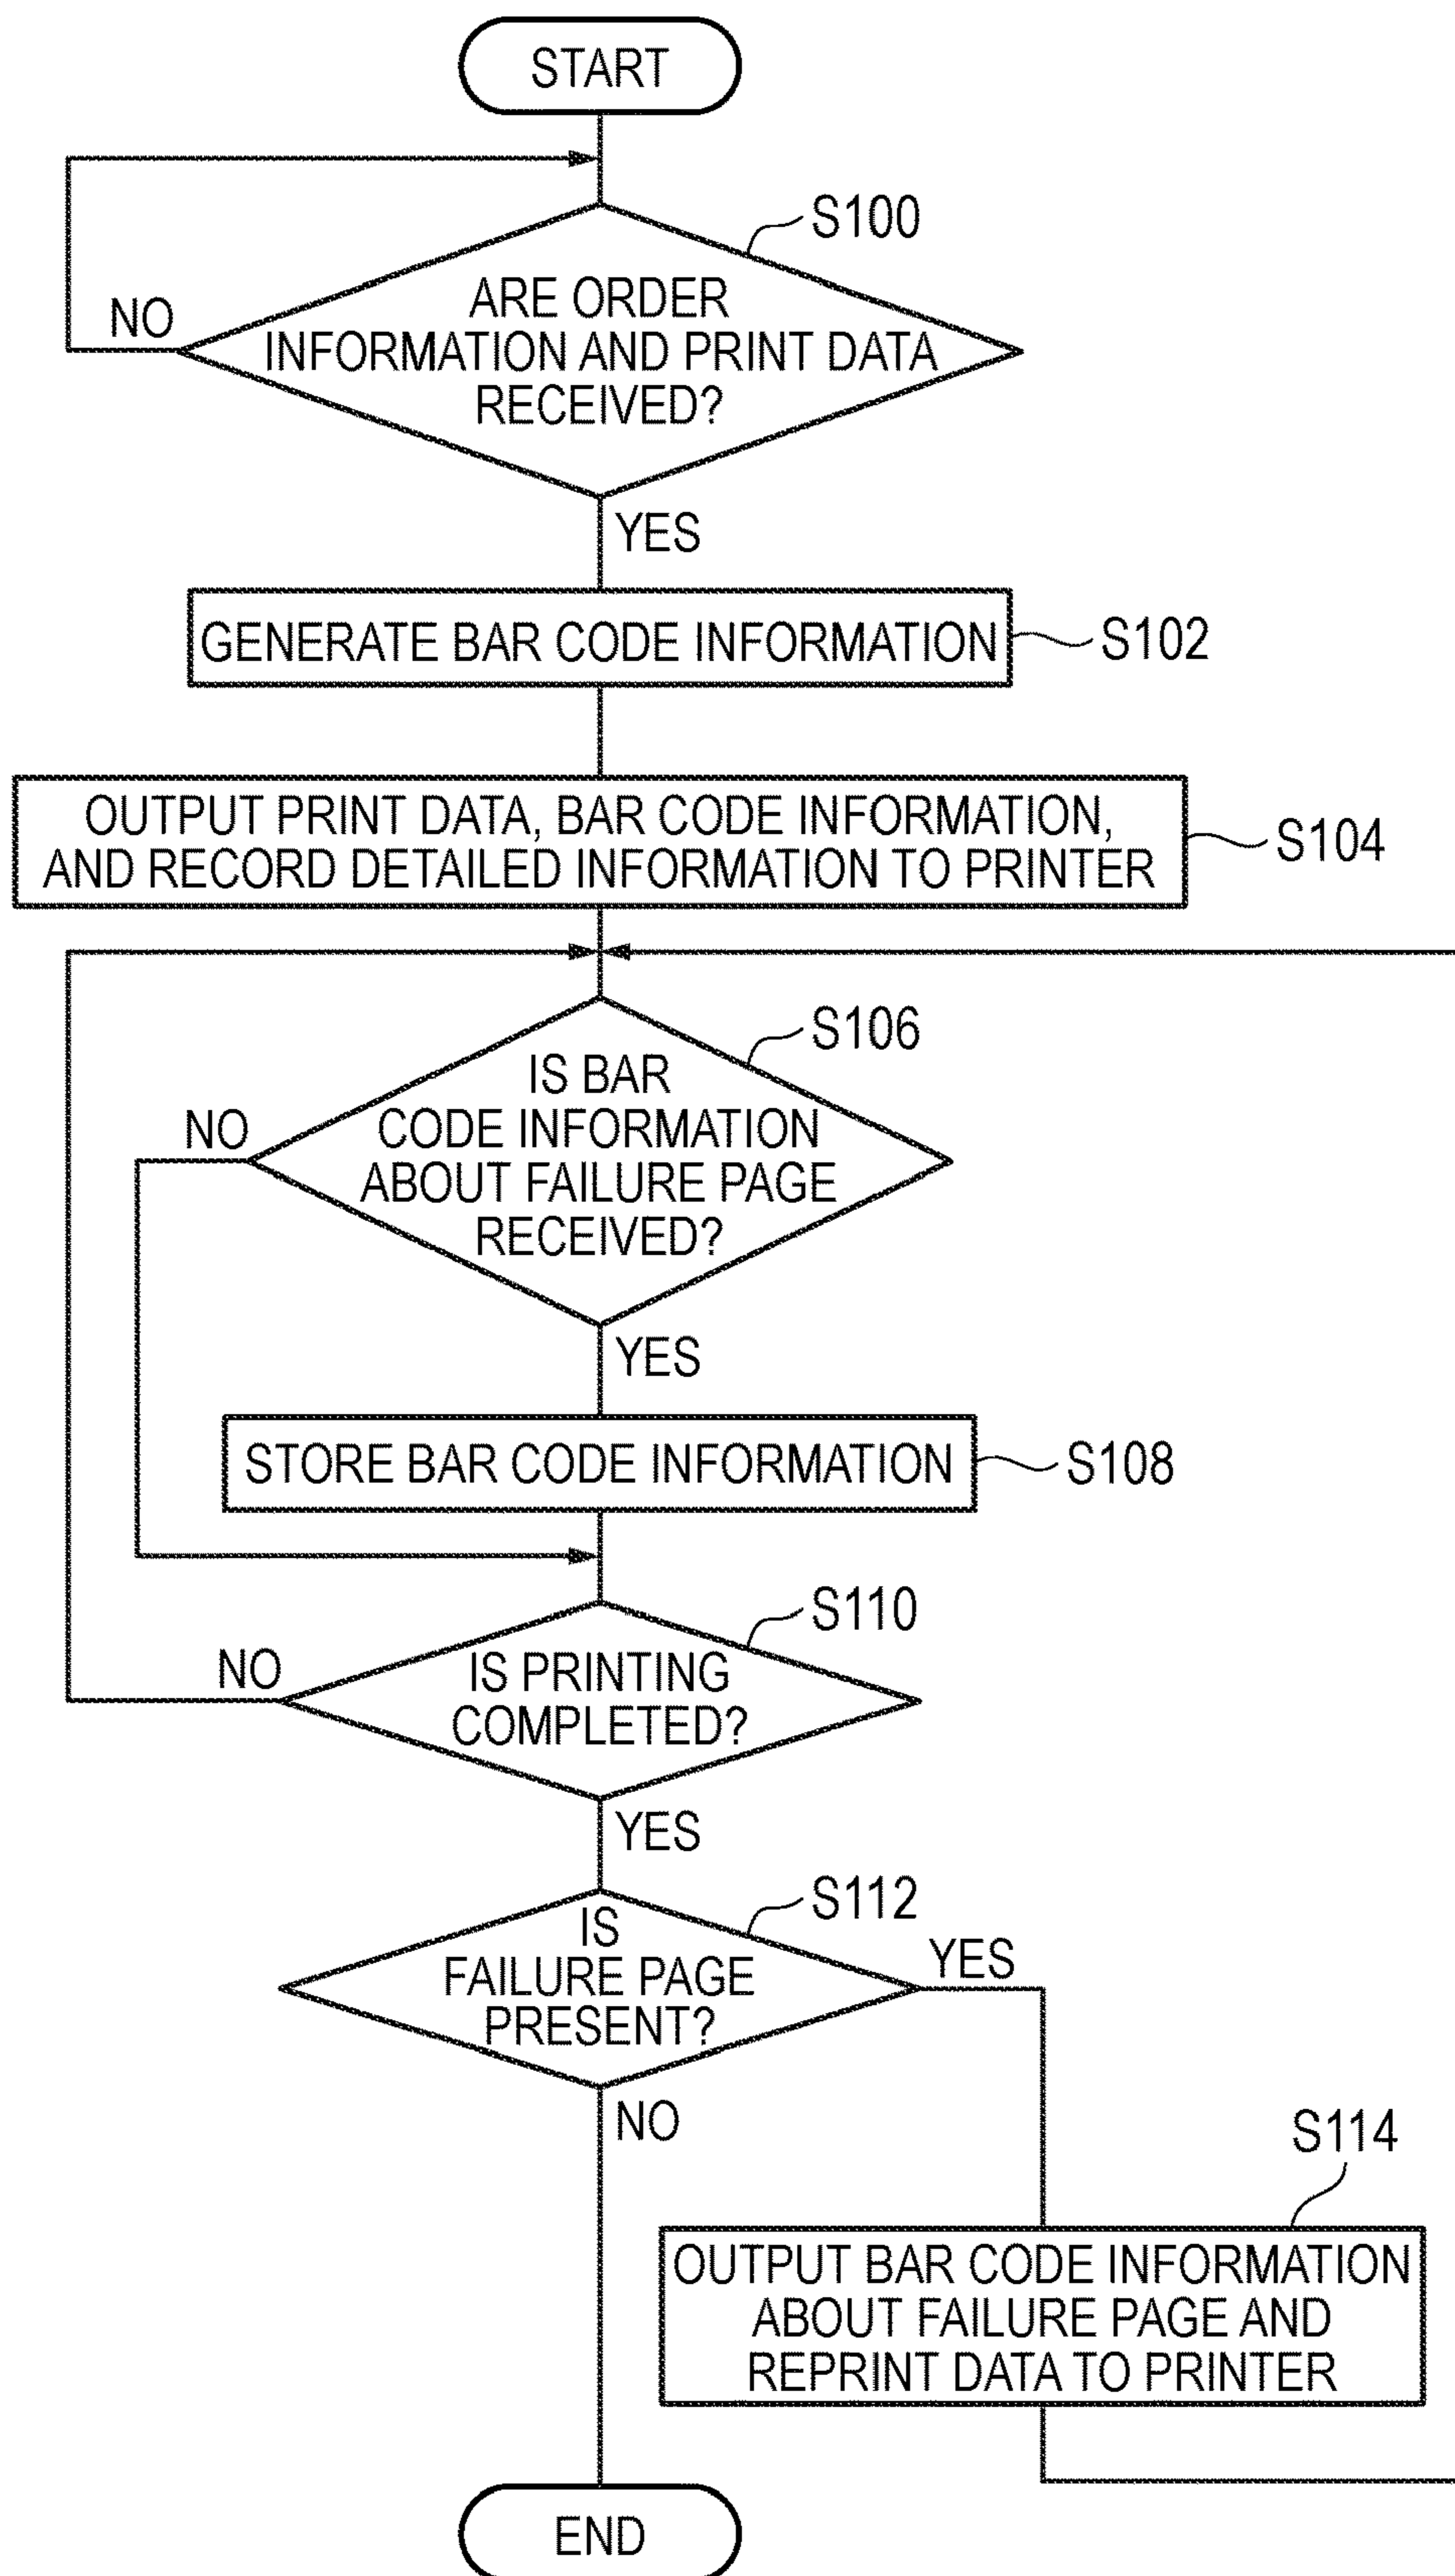 START
S100
NO
ARE ORDER
INFORMATION AND PRINT DATA
RECEIVED?
YES
GENERATE BAR CODE INFORMATION
S102
OUTPUT PRINT DATA, BAR CODE INFORMATION,
AND RECORD DETAILED INFORMATION TO PRINTER
S104
S106
NO
IS BAR
CODE INFORMATION
ABOUT FAILURE PAGE
RECEIVED?
YES
STORE BAR CODE INFORMATION
S108
S110
NO
IS PRINTING
COMPLETED?
YES
S112
IS
FAILURE PAGE
PRESENT?
YES
NO
S114
OUTPUT BAR CODE INFORMATION
ABOUT FAILURE PAGE AND
REPRINT DATA TO PRINTER
END